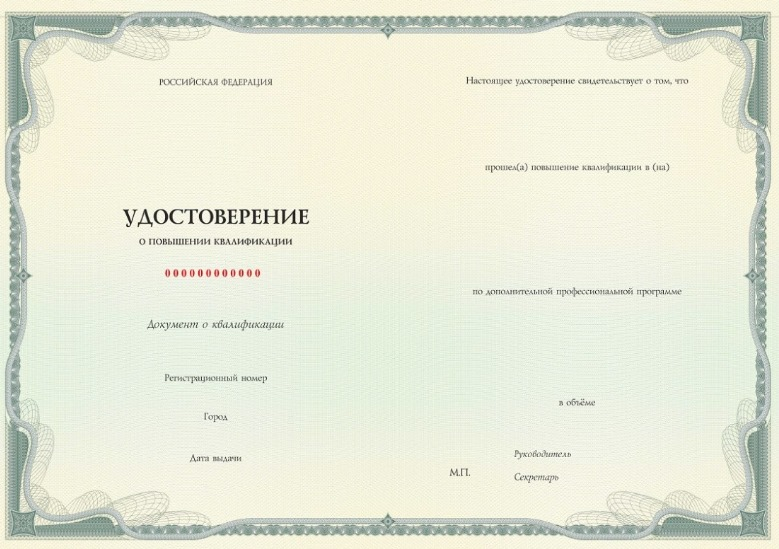 РОССИЙСКАЯ ФЕДЕРАЦИЯ
УДОСТОВЕРЕНИЕ
О ПОВЫШЕНИИ КВАЛИФИКАЦИИ
000000000000
Документ о квалификации
Регистрационный номер
Город
Дата выдачи
Настоящее удостоверение свидетельствует о том, что
прошел(а) повышение квалификации в (на)
по дополнительной профессиональной программе
в объёме
Руководитель
М.П.
Секретарь